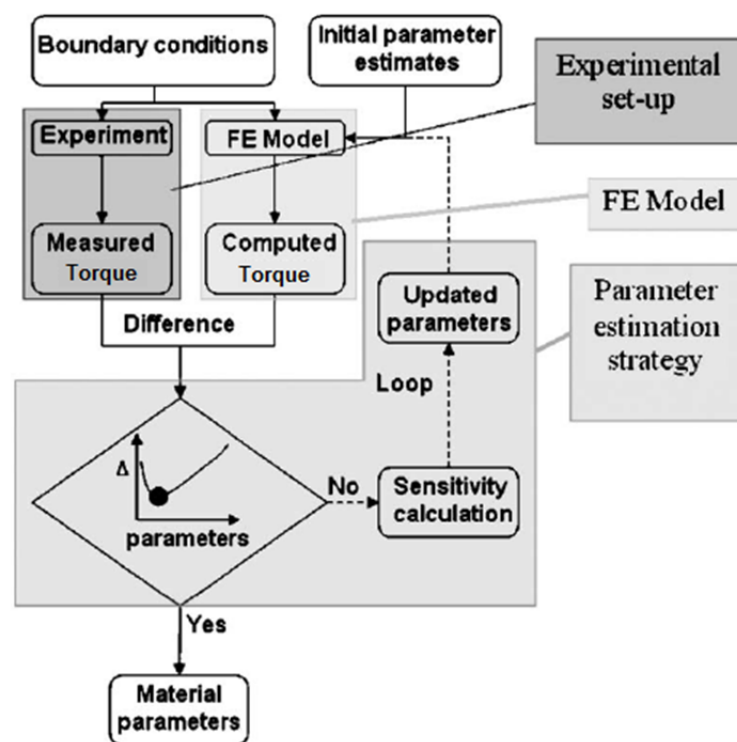 Boundary conditions
Initial parameter
estimates
Experimental
set-up
Experiment
FE Model
FE Model
Measured
Torque
Computed
Torque
Updated
parameters
Parameter
estimation
strategy
Difference
Loop
Δ
parameters
No
Sensitivity
calculation
Yes
Material
parameters